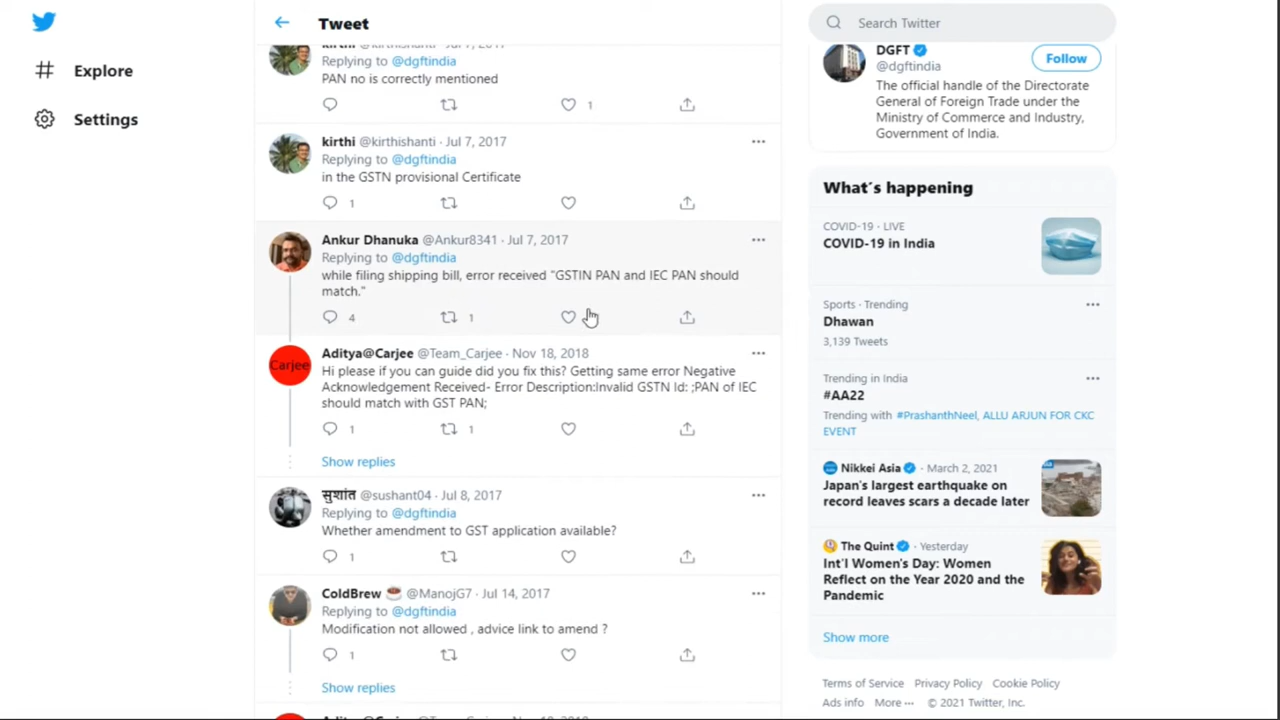 Tweet
Search Twitter
Explore
Settings
kirthi @kirthishanti · Jul 7, 2017
Replying to @dgftindia
PAN no is correctly mentioned
1
kirthi @kirthishanti · Jul 7, 2017
Replying to @dgftindia
in the GSTN provisional Certificate
1
Ankur Dhanuka @Ankur8341 · Jul 7, 2017
Replying to @dgftindia
while filing shipping bill, error received "GSTIN PAN and IEC PAN should
match."
4 1
Carjee
Aditya@Carjee @Team_Carjee · Nov 18, 2018
Hi please if you can guide did you fix this? Getting same error Negative
Acknowledgement Received- Error Description:Invalid GSTN Id: ;PAN of IEC
should match with GST PAN;
1 1
Show replies
सुशांत @sushant04 · Jul 8, 2017
Replying to @dgftindia
Whether amendment to GST application available?
1
ColdBrew ☕ @ManojG7 · Jul 14, 2017
Replying to @dgftindia
Modification not allowed , advice link to amend ?
1
Show replies
Aditya@Carjee @Team_Carjee · Nov 18, 2018
DGFT
@dgftindia
Follow
The official handle of the Directorate
General of Foreign Trade under the
Ministry of Commerce and Industry,
Government of India.
What's happening
COVID-19 · LIVE
COVID-19 in India
Sports · Trending
Dhawan
3,139 Tweets
Trending in India
#AA22
Trending with #PrashanthNeel, ALLU ARJUN FOR CKC
EVENT
Nikkei Asia · March 2, 2021
Japan's largest earthquake on
record leaves scars a decade later
The Quint · Yesterday
Int'l Women's Day: Women
Reflect on the Year 2020 and the
Pandemic
Show more
Terms of Service Privacy Policy Cookie Policy
Ads info More ··· © 2021 Twitter, Inc.